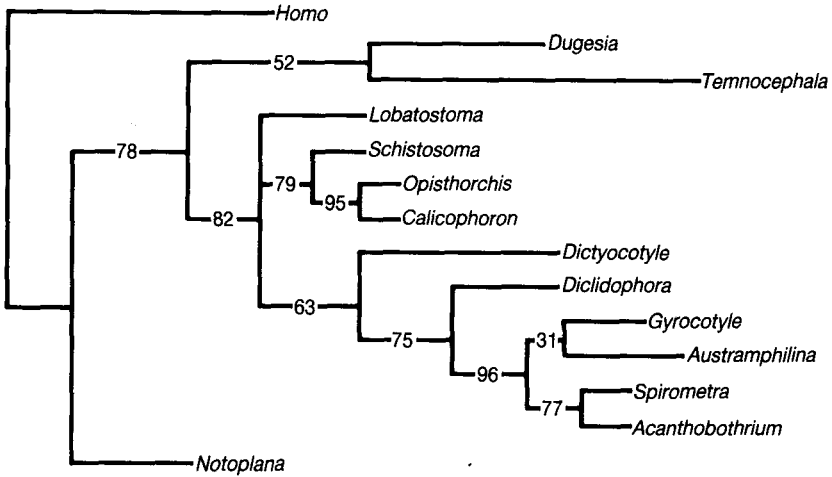 Homo
Dugesia
52
Temnocephala
Lobatostoma
78
Schistosoma
79
Opisthorchis
95
82
Calicophoron
Dictyocotyle
Diclidophora
63
Gyrocotyle
75
31
Austramphilina
96
Spirometra
77
Acanthobothrium
Notoplana